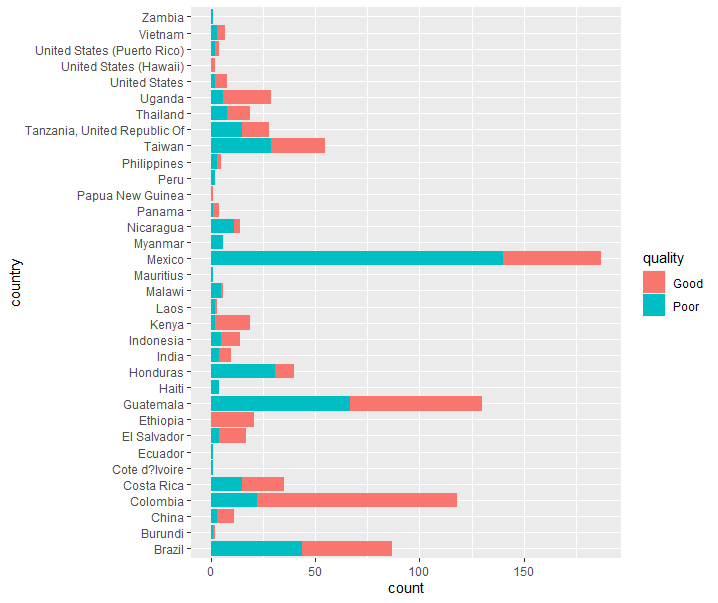 Zambia
Vietnam
United States (Puerto Rico)
United States (Hawaii)
United States
Uganda
Thailand
Tanzania, United Republic Of
Taiwan
Philippines
Peru
Papua New Guinea
Panama
Nicaragua
Myanmar
Mexico
Mauritius
Malawi
Laos
Kenya
Indonesia
India
Honduras
Haiti
Guatemala
Ethiopia
El Salvador
Ecuador
Cote d?Ivoire
Costa Rica
Colombia
China
Burundi
Brazil
country
0 50 100 150
count
quality
Good
Poor